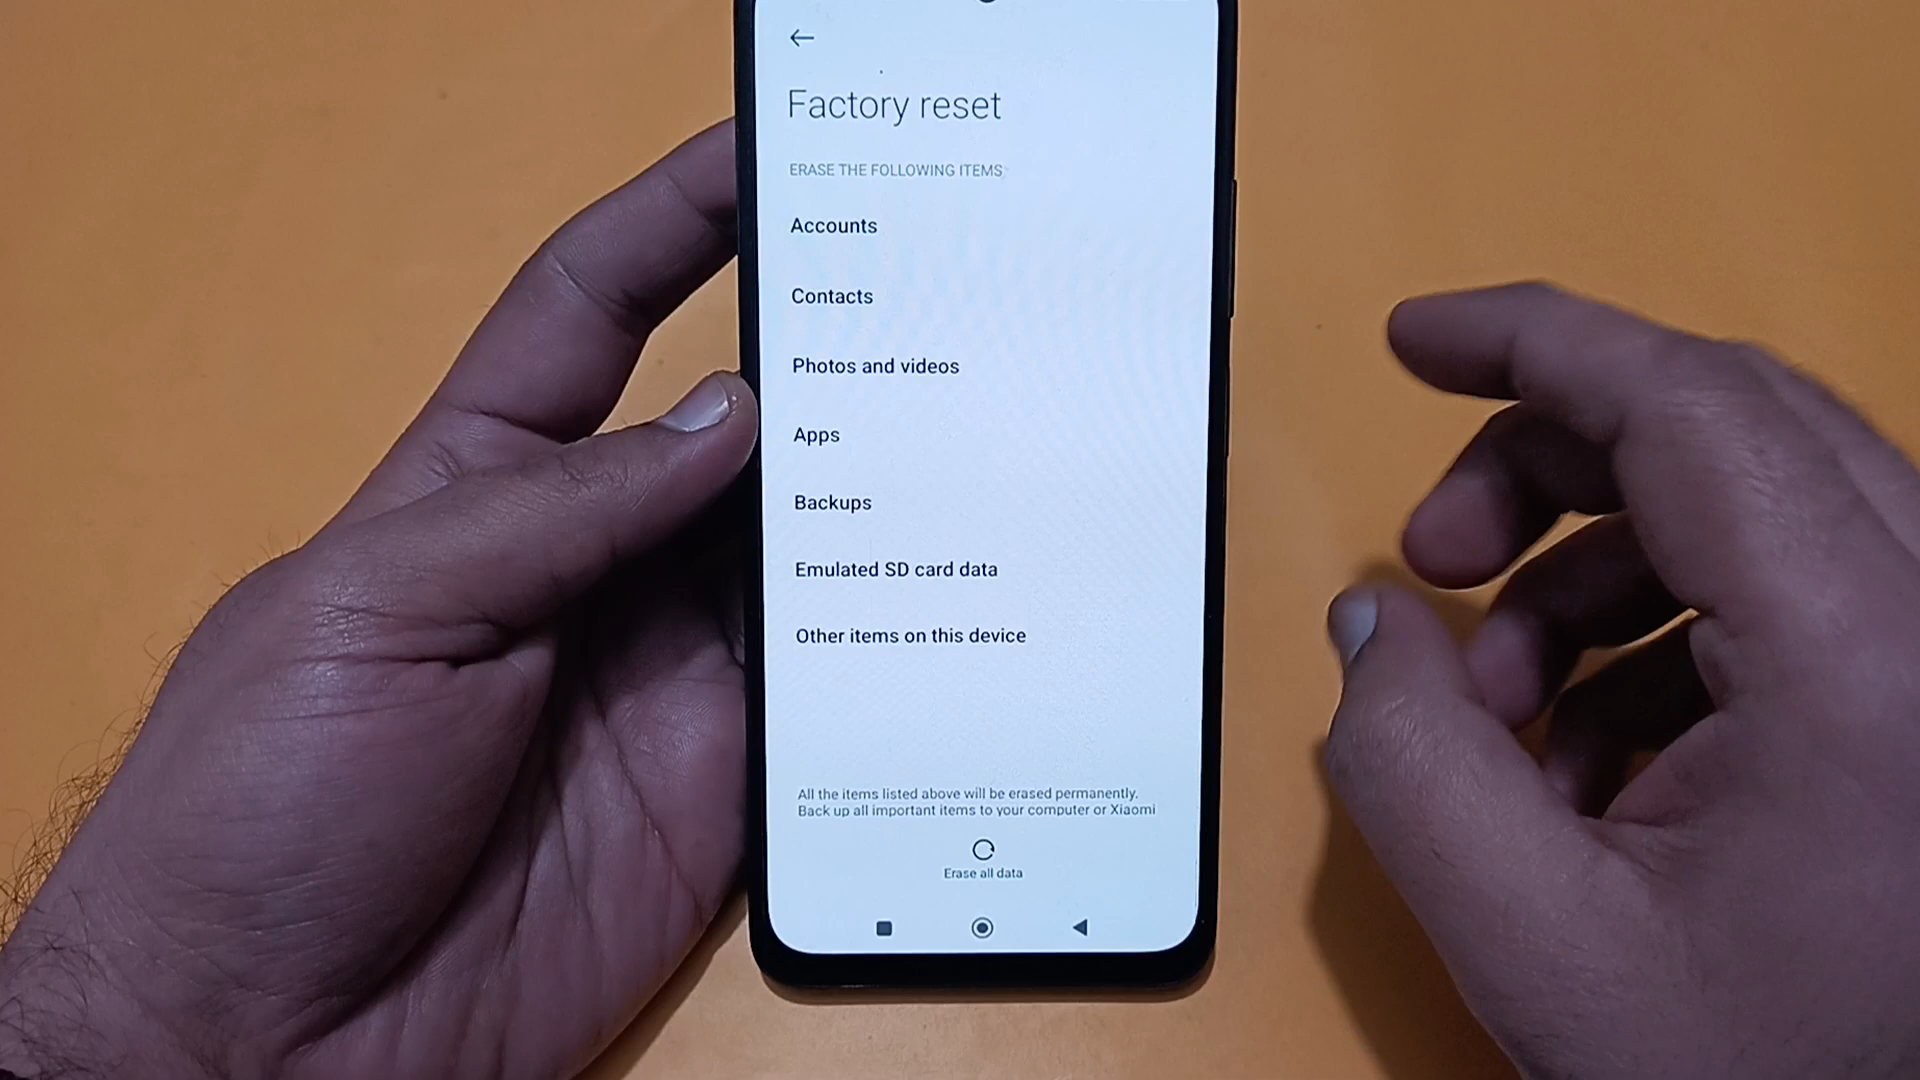 Factory reset
ERASE THE FOLLOWING ITEMS
Accounts
Contacts
Photos and videos
Apps
Backups
Emulated SD card data
Other items on this device
All the items listed above will be erased permanently.
Back up all important items to your computer or Xiaomi
Erase all data